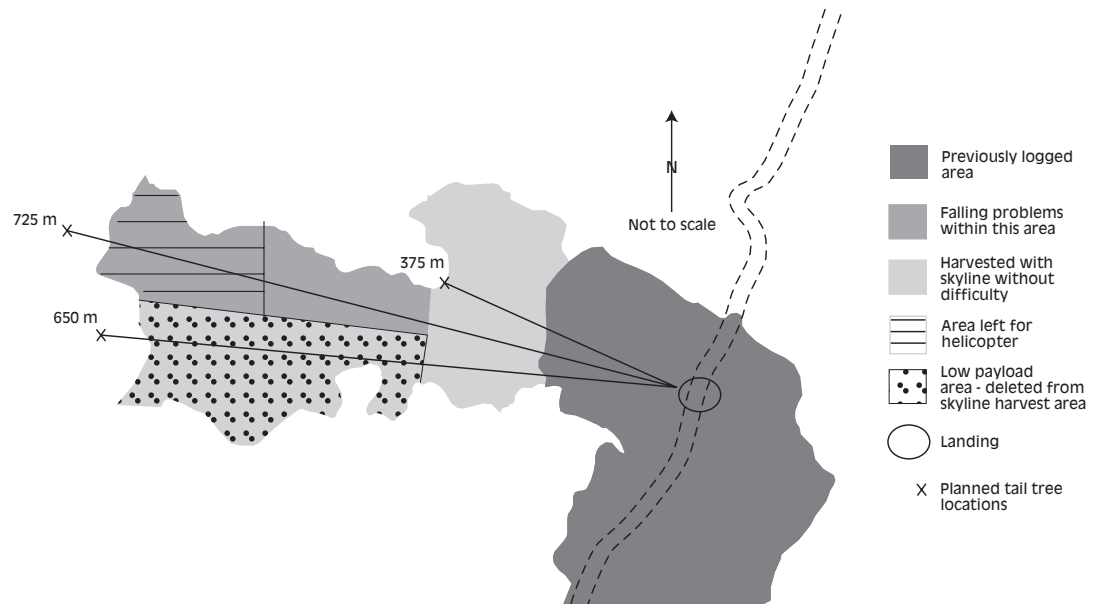 N
Not to scale
725 m
375 m
650 m
Previously logged
area
Falling problems
within this area
Harvested with
skyline without
difficulty
Area left for
helicopter
Low payload
area - deleted from
skyline harvest area
Landing
Planned tail tree
locations